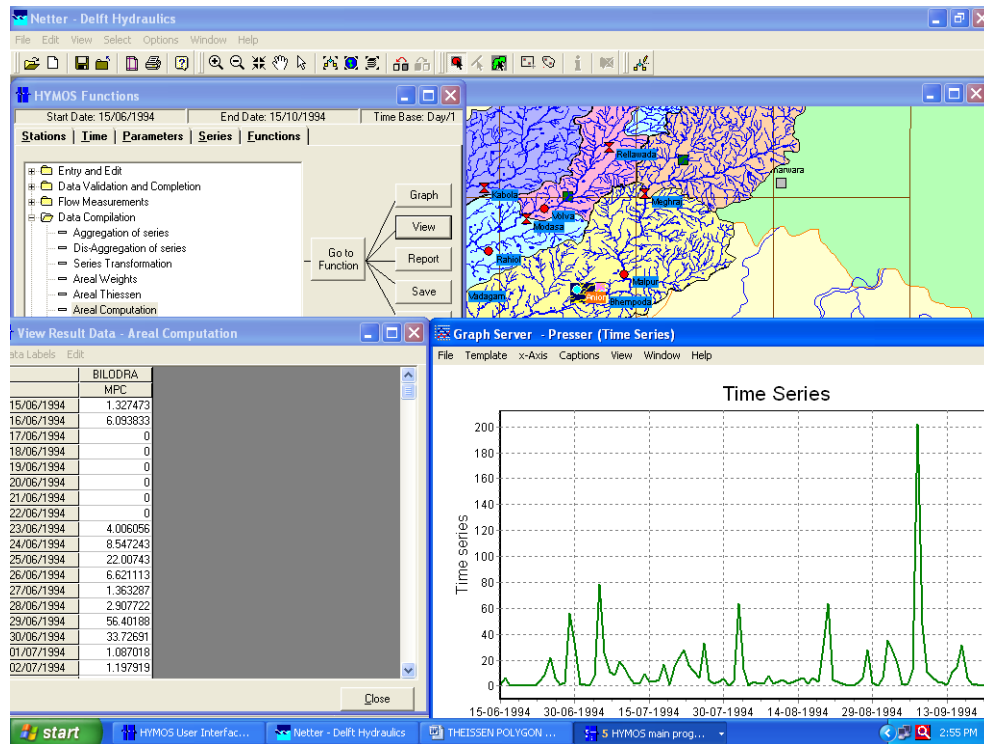 Netter - Delft Hydraulics
File Edit View Select Options Window Help
HYMOS Functions
Start Date: 15/06/1994 End Date: 15/10/1994 Time Base: Day/1
Stations Time Parameters Series Functions
Entry and Edit
Data Validation and Completion
Flow Measurements
Data Compilation
Aggregation of series
Dis-Aggregation of series
Series Transformation
Areal Weights
Areal Thiessen
Areal Computation
Go to
Function
Graph
View
Report
Save
Rellawada
Kabola
Meghraj
Volva
Modasa
Rahiol
Malpur
Vadagam
Bhempoda
View Result Data - Areal Computation
Data Labels Edit
BILODRA
MPC
15/06/1994 1.327473
16/06/1994 6.093833
17/06/1994 0
18/06/1994 0
19/06/1994 0
20/06/1994 0
21/06/1994 0
22/06/1994 0
23/06/1994 4.006056
24/06/1994 8.547243
25/06/1994 22.00743
26/06/1994 6.621113
27/06/1994 1.363287
28/06/1994 2.907722
29/06/1994 56.40188
30/06/1994 33.72691
01/07/1994 1.087018
02/07/1994 1.197919
Close
Graph Server - Presser (Time Series)
File Template x-Axis Captions View Window Help
Time Series
Time series
200
180
160
140
120
100
80
60
40
20
0
15-06-1994 30-06-1994 15-07-1994 30-07-1994 14-08-1994 29-08-1994 13-09-1994
start
HYMOS User Interfac...
Netter - Delft Hydraulics
THEISSEN POLYGON ...
5 HYMOS main prog...
2:55 PM